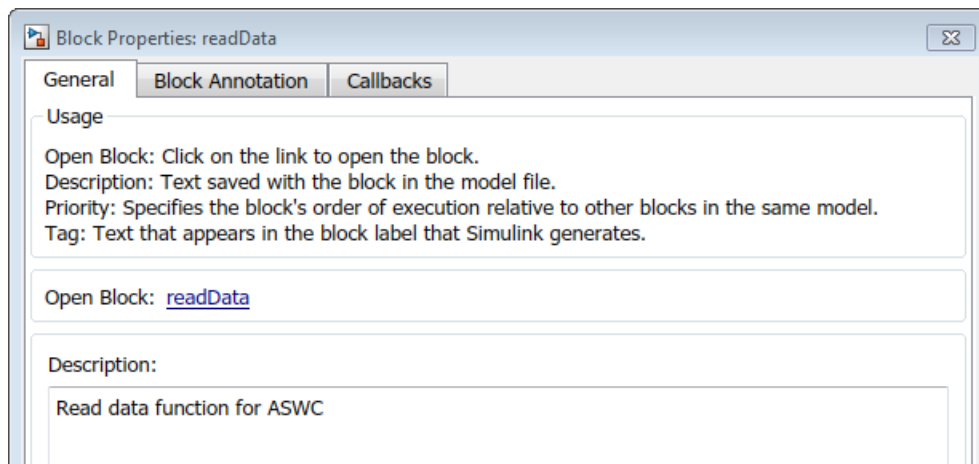 Block Properties: readData
General Block Annotation Callbacks
Usage
Open Block: Click on the link to open the block.
Description: Text saved with the block in the model file.
Priority: Specifies the block's order of execution relative to other blocks in the same model.
Tag: Text that appears in the block label that Simulink generates.
Open Block: readData
Description:
Read data function for ASWC